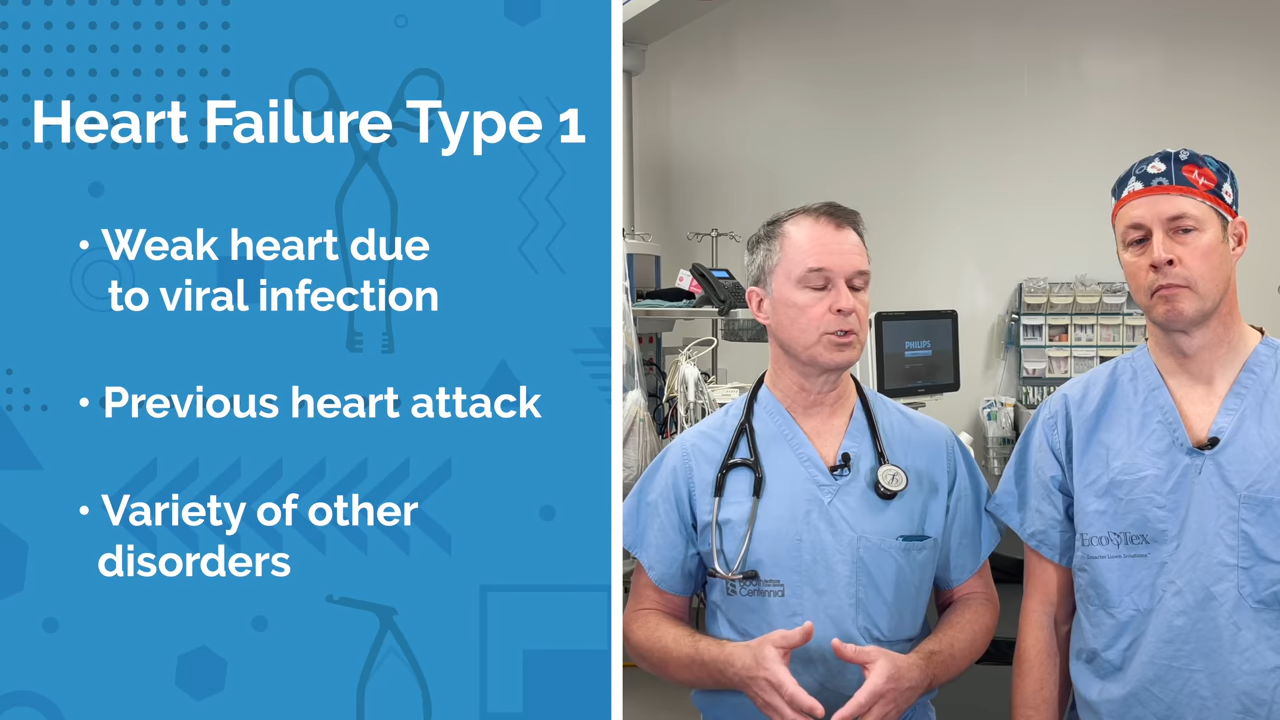 Heart Failure Type 1
• Weak heart due
to viral infection
• Previous heart attack
• Variety of other
disorders
PHILIPS
EcoTex
Centennial